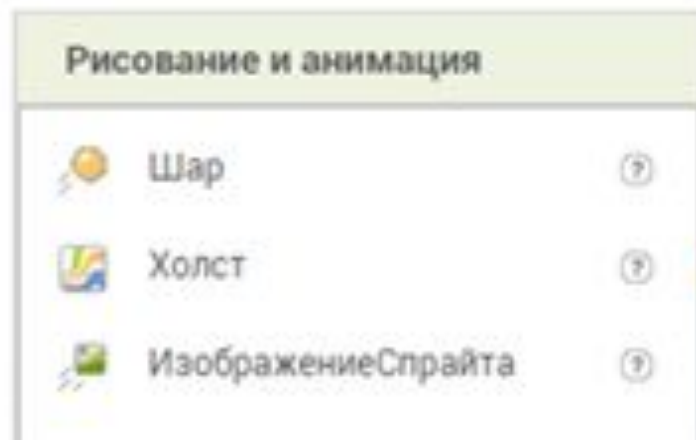 Рисование и анимация
Шар ?
Холст ?
ИзображениеСпрайта ?